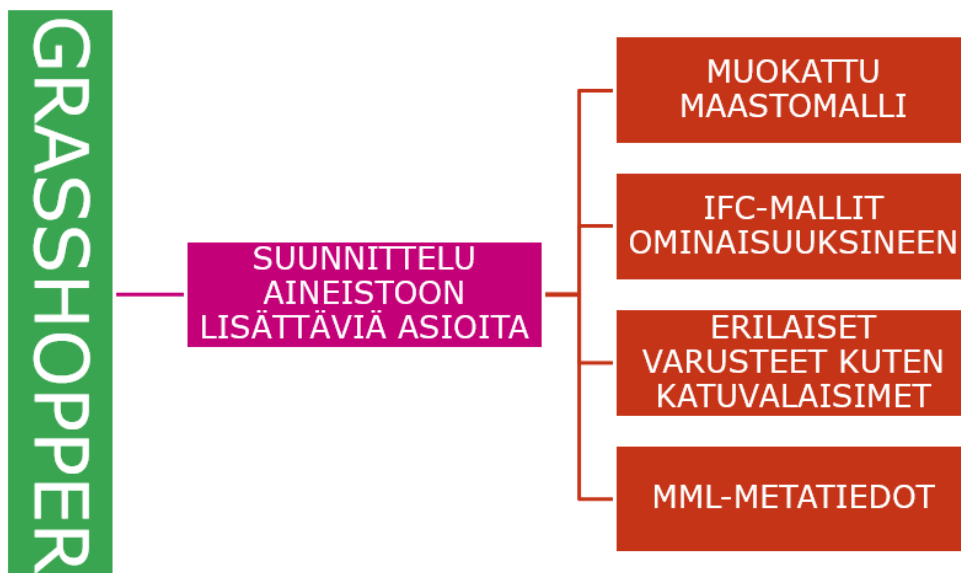 GRASSHOPPER
SUUNNITTELU
AINEISTOON
LISÄTTÄVIÄ ASIOITA
MUOKATTU
MAASTOMALLI
IFC-MALLIT
OMINAISUUKSINEEN
ERILAISET
VARUSTEET KUTEN
KATUVALAISIMET
MML-METATIEDOT